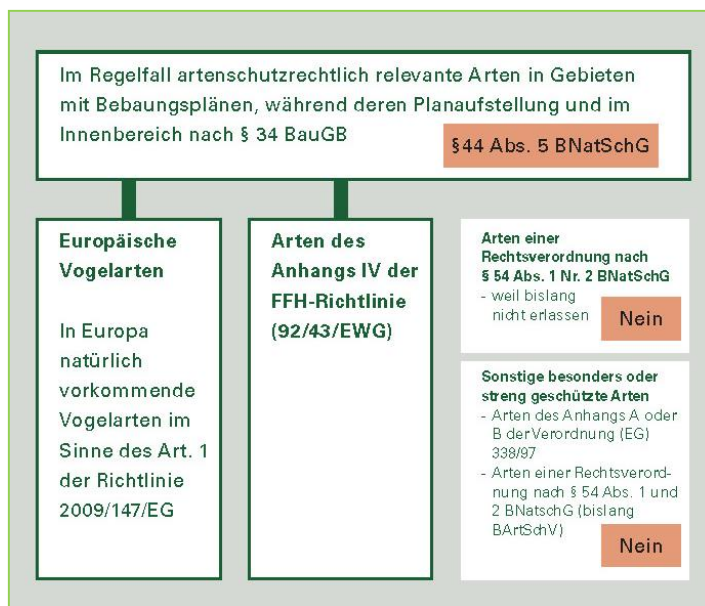 Im Regelfall artenschutzrechtlich relevante Arten in Gebieten
mit Bebaungsplänen, während deren Planaufstellung und im
Innenbereich nach § 34 BauGB
§44 Abs. 5 BNatSchG
Europäische
Vogelarten
In Europa
natürlich
vorkommende
Vogelarten im
Sinne des Art. 1
der Richtlinie
2009/147/EG
Arten des
Anhangs IV der
FFH-Richtlinie
(92/43/EWG)
Arten einer
Rechtsverordnung nach
§ 54 Abs. 1 Nr. 2 BNatSchG
- weil bislang
nicht erlassen
Nein
Sonstige besonders oder
streng geschützte Arten
- Arten des Anhangs A oder
B der Verordnung (EG)
338/97
- Arten einer Rechtsverord-
nung nach § 54 Abs. 1 und
2 BNatschG (bislang
BArtSchV)
Nein